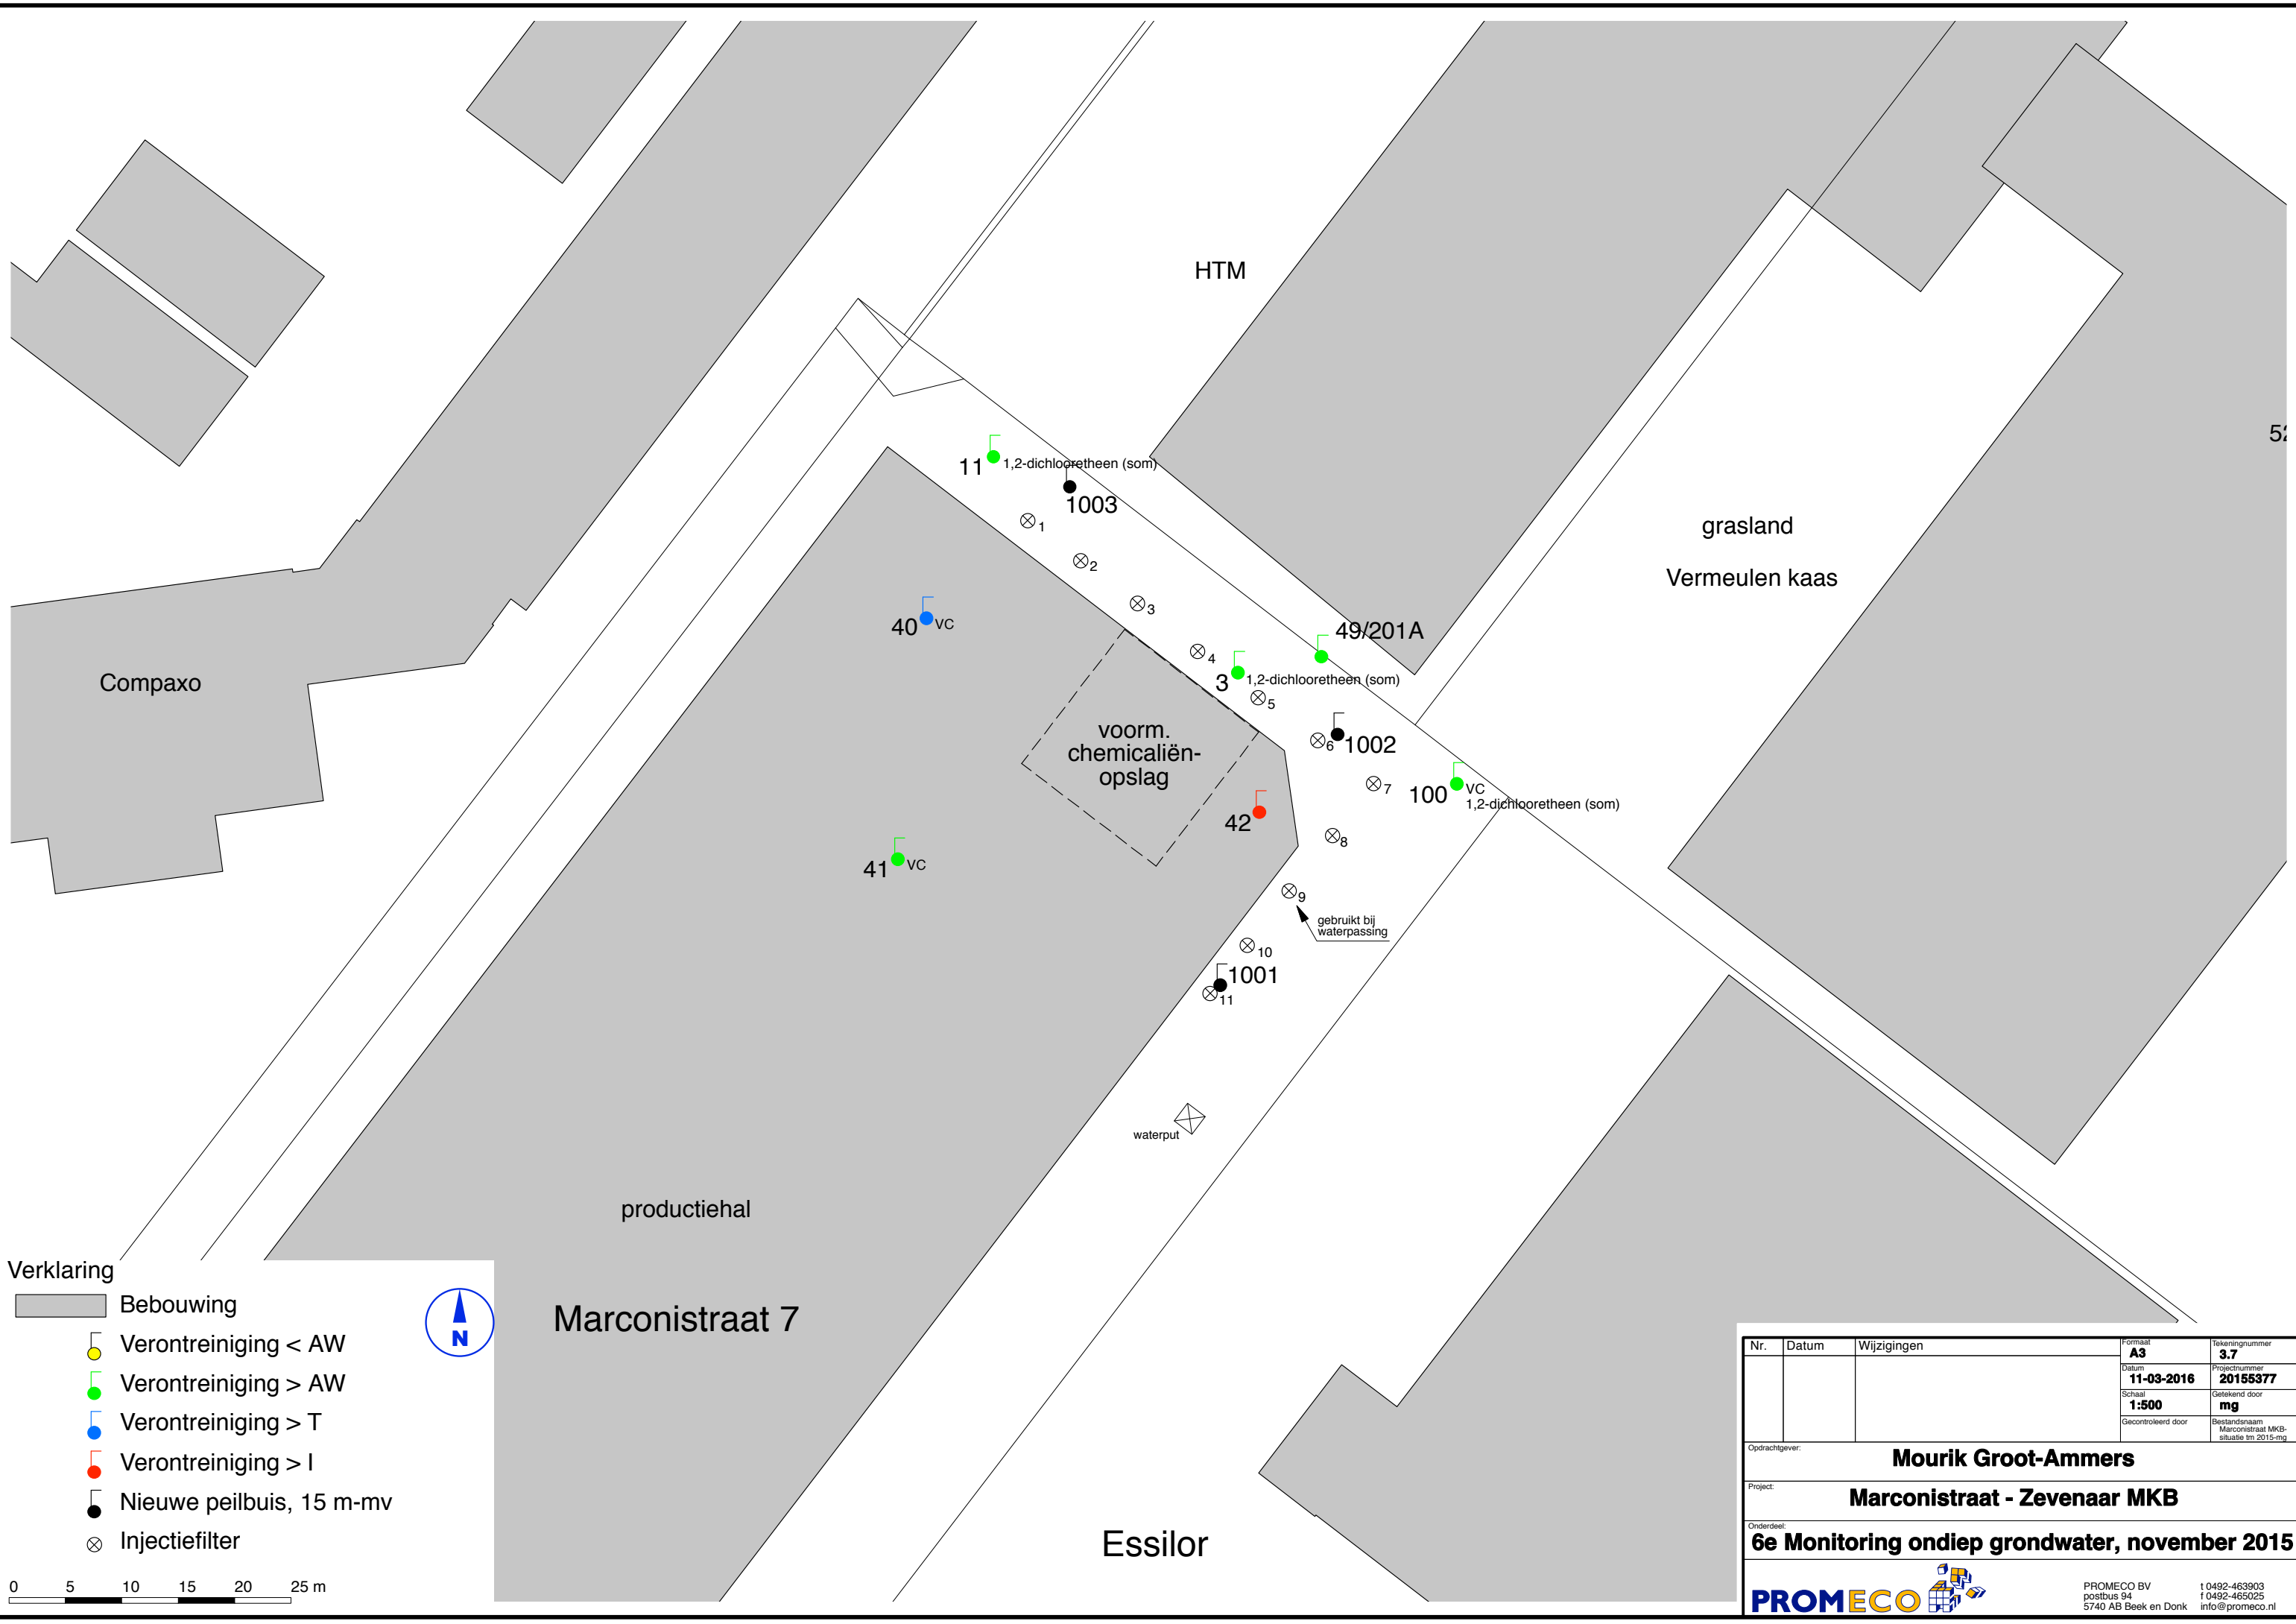 HTM
52
11
1,2-dichlooretheen (som)
1003
1
2
3
4
grasland
Vermeulen kaas
40
VC
49/201A
3
1,2-dichlooretheen (som)
5
Compaxo
voorm.
chemicaliën-
opslag
6
1002
7
100
VC
1,2-dichlooretheen (som)
42
8
41
VC
9
gebruikt bij
waterpassing
10
1001
11
waterput
productiehal
Marconistraat 7
Essilor
Verklaring
Bebouwing
Verontreiniging < AW
Verontreiniging > AW
Verontreiniging > T
Verontreiniging > I
Nieuwe peilbuis, 15 m-mv
Injectiefilter
N
0 5 10 15 20 25 m
Nr. Datum Wijzigingen
Formaat
A3
Tekeningnummer
3.7
Datum
11-03-2016
Projectnummer
20155377
Schaal
1:500
Getekend door
mg
Gecontroleerd door
Bestandsnaam
Marconistraat MKB-
situatie tm 2015-mg
Opdrachtgever:
Mourik Groot-Ammers
Project:
Marconistraat - Zevenaar MKB
Onderdeel:
6e Monitoring ondiep grondwater, november 2015
PROMECO
PROMECO BV
postbus 94
5740 AB Beek en Donk
t 0492-463903
f 0492-465025
info@promeco.nl